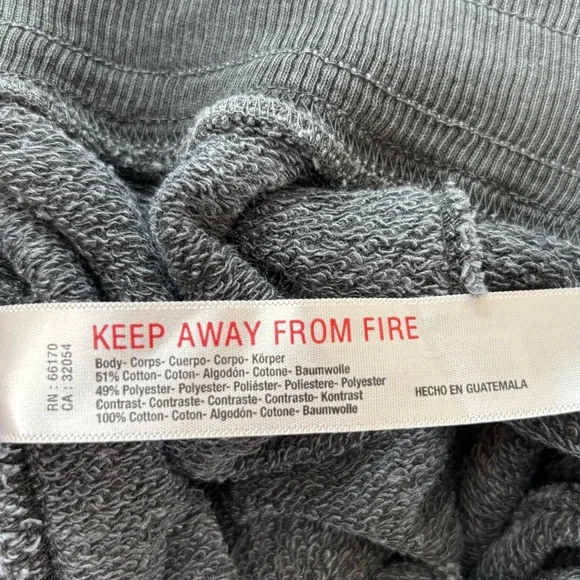 RN : 66170
CA : 32054
KEEP AWAY FROM FIRE
Body- Corps- Cuerpo- Corpo- Körper
51% Cotton- Coton- Algodón- Cotone- Baumwolle
49% Polyester- Polyester- Poliéster- Poliestere- Polyester
Contrast- Contraste- Contraste- Contrasto- Kontrast
100% Cotton- Coton- Algodón- Cotone- Baumwolle
HECHO EN GUATEMALA